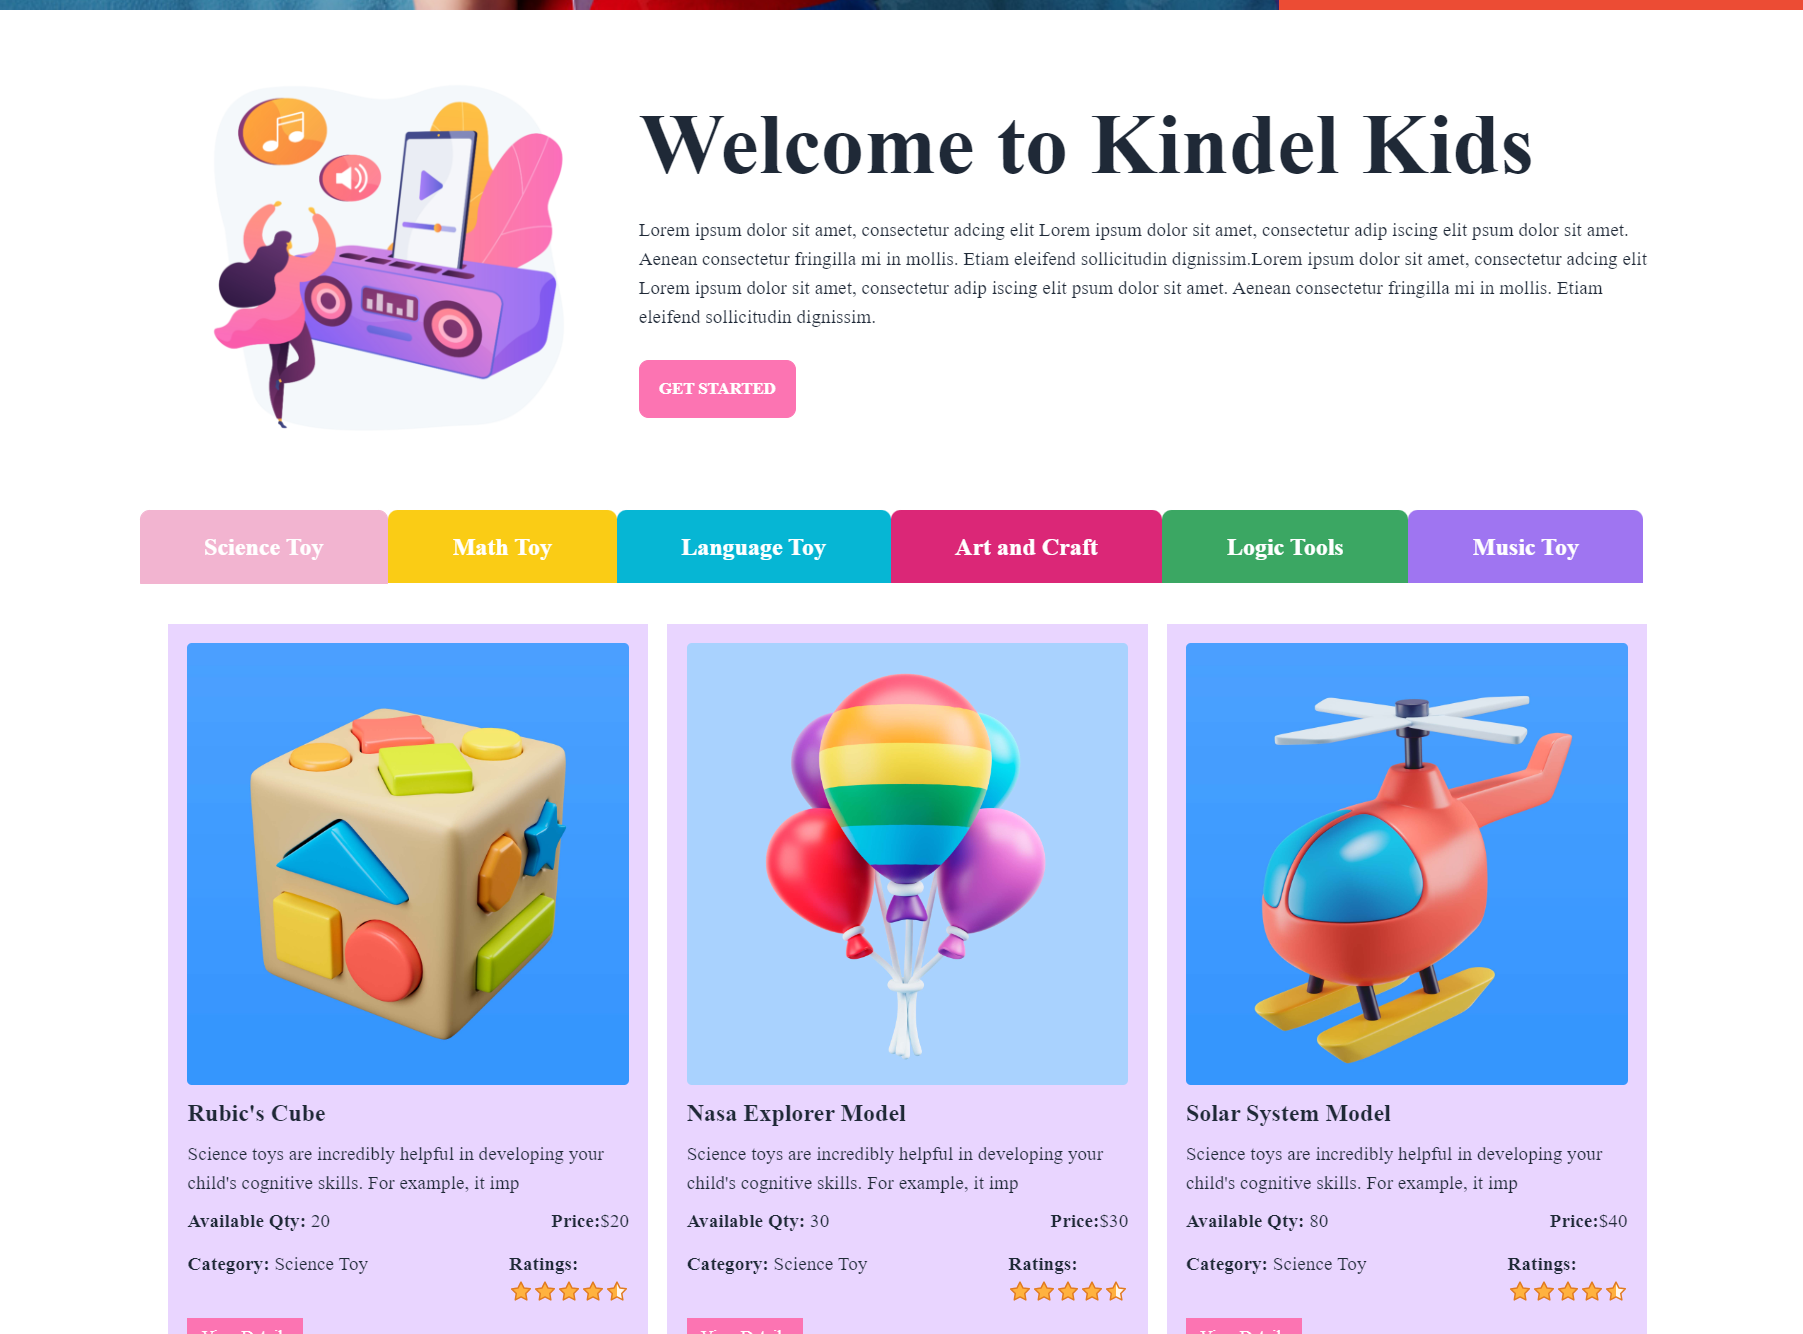 Welcome to Kindel Kids
Lorem ipsum dolor sit amet, consectetur adcing elit Lorem ipsum dolor sit amet, consectetur adip iscing elit psum dolor sit amet.
Aenean consectetur fringilla mi in mollis. Etiam eleifend sollicitudin dignissim.Lorem ipsum dolor sit amet, consectetur adcing elit
Lorem ipsum dolor sit amet, consectetur adip iscing elit psum dolor sit amet. Aenean consectetur fringilla mi in mollis. Etiam
eleifend sollicitudin dignissim.
GET STARTED
Science Toy
Math Toy
Language Toy
Art and Craft
Logic Tools
Music Toy
Rubic's Cube
Science toys are incredibly helpful in developing your
child's cognitive skills. For example, it imp
Available Qty: 20
Price:$20
Category: Science Toy
Ratings:
Nasa Explorer Model
Science toys are incredibly helpful in developing your
child's cognitive skills. For example, it imp
Available Qty: 30
Price:$30
Category: Science Toy
Ratings:
Solar System Model
Science toys are incredibly helpful in developing your
child's cognitive skills. For example, it imp
Available Qty: 80
Price:$40
Category: Science Toy
Ratings: